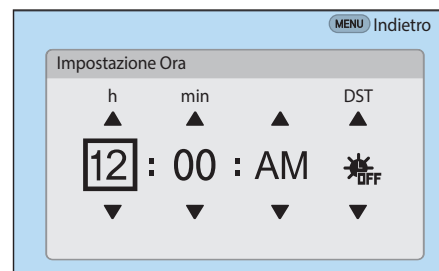 MENU Indietro
Impostazione Ora
h min DST
12 : 00 : AM OFF